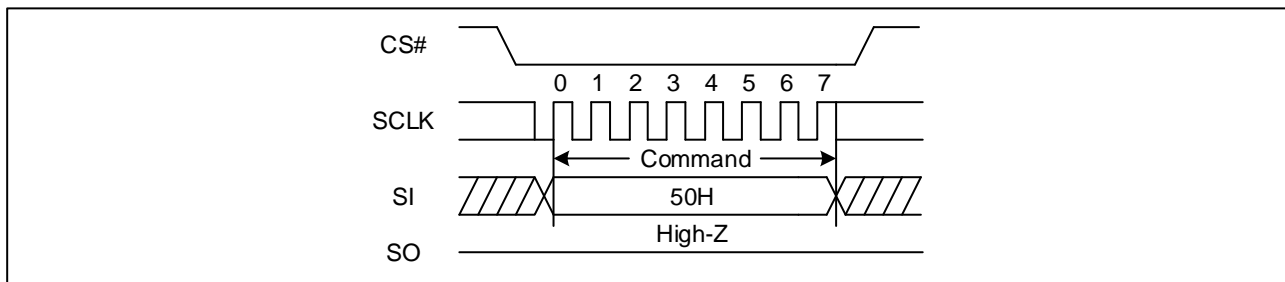 CS#
0 1 2 3 4 5 6 7
SCLK
Command
SI
50H
High-Z
SO